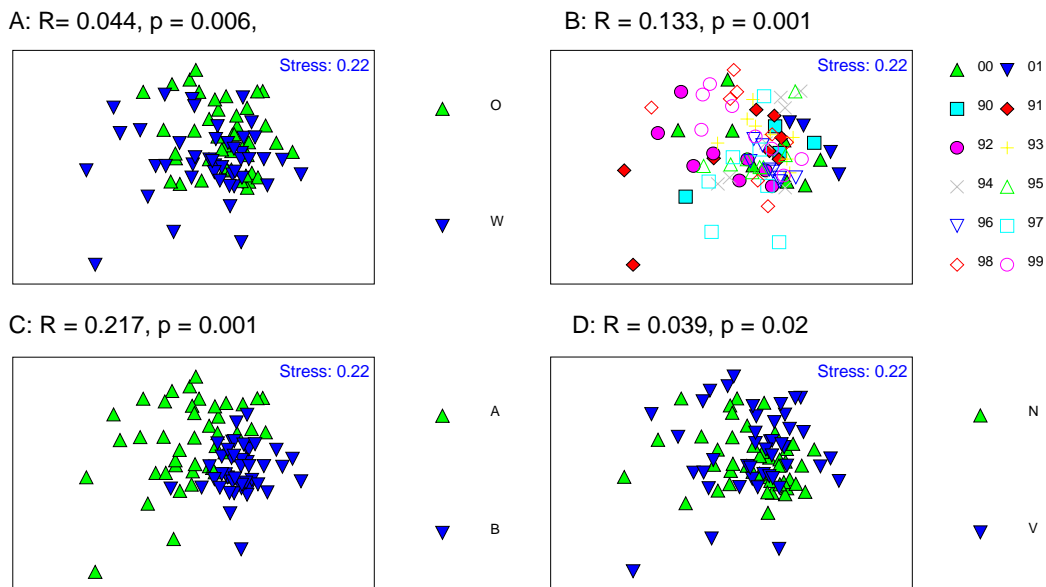 A: R= 0.044, p = 0.006,
B: R = 0.133, p = 0.001
Stress: 0.22
O
W
Stress: 0.22
00 01
90 91
92 93
94 95
96 97
98 99
C: R = 0.217, p = 0.001
D: R = 0.039, p = 0.02
Stress: 0.22
A
B
Stress: 0.22
N
V